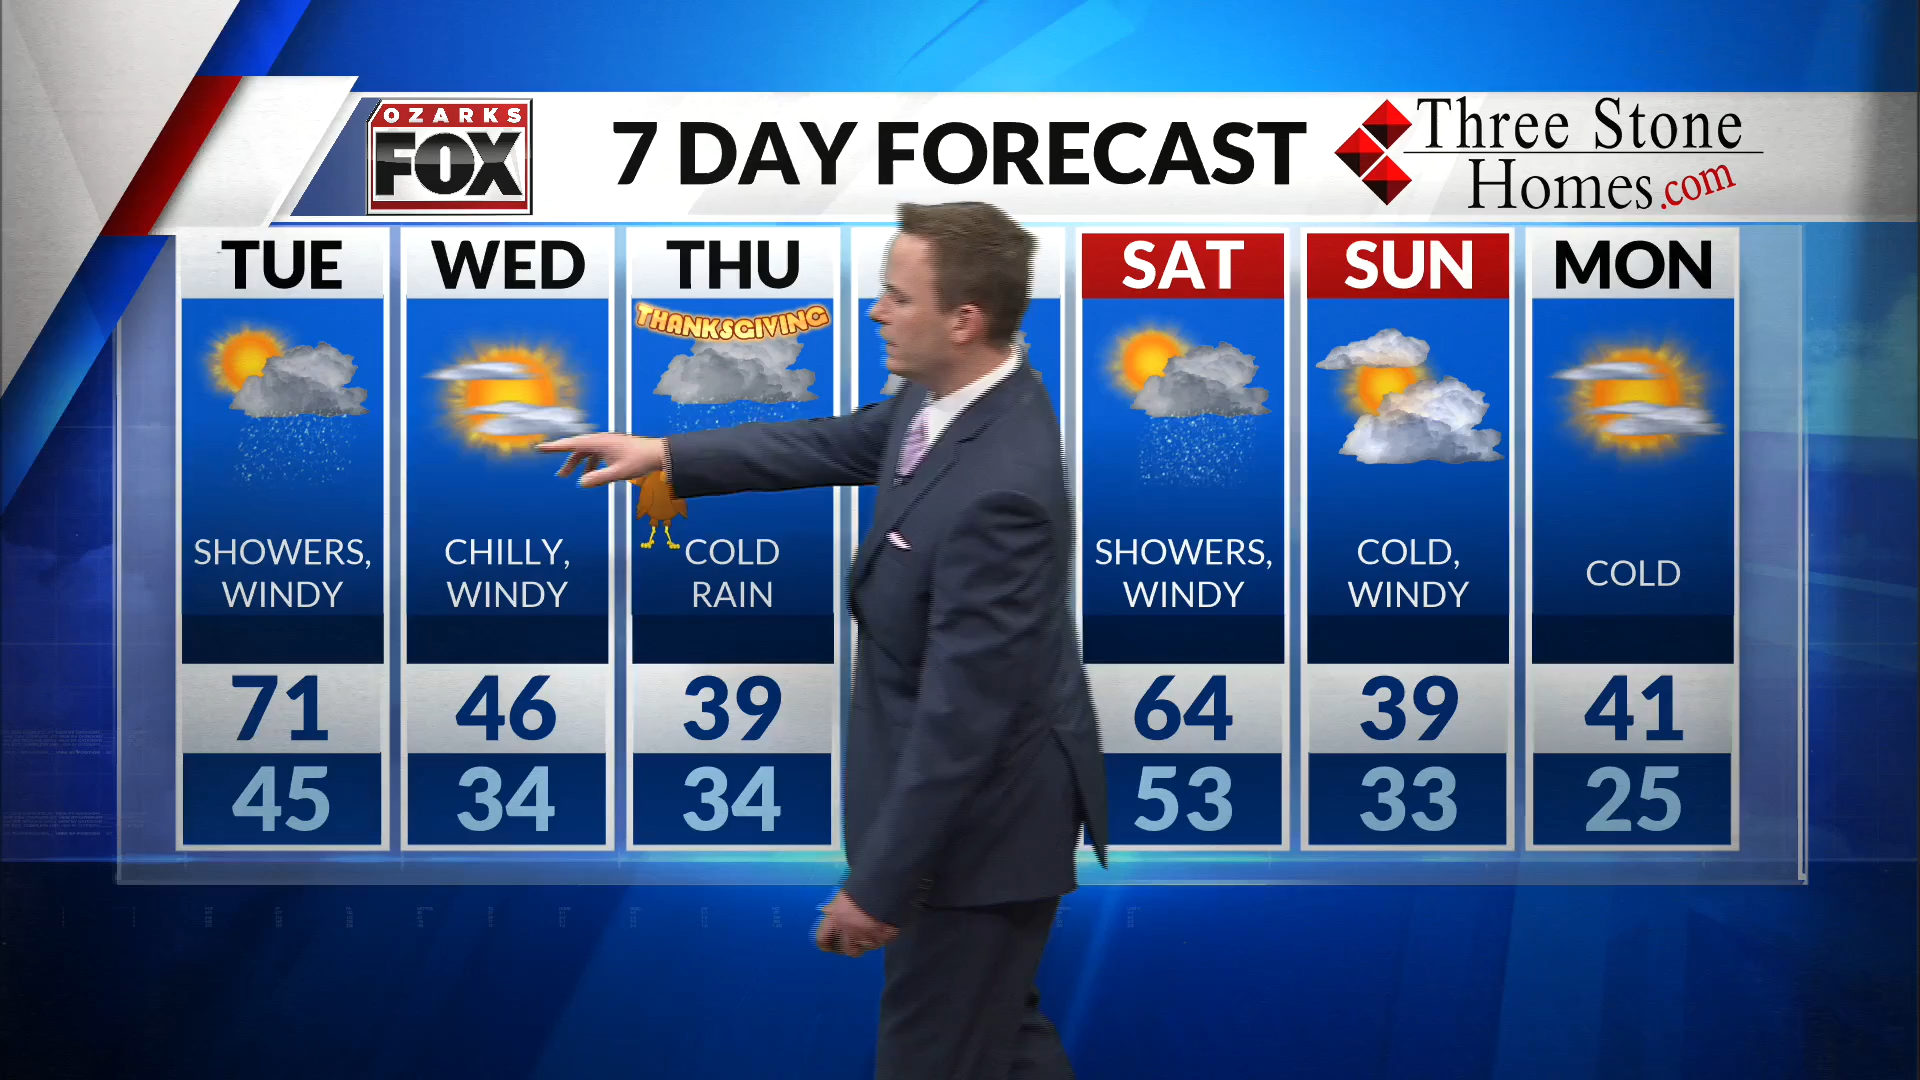 OZARKS
FOX
7 DAY FORECAST
Three Stone
Homes.com
TUE
WED
THU
SAT
SUN
MON
THANKSGIVING
SHOWERS,
WINDY
CHILLY,
WINDY
COLD
RAIN
SHOWERS,
WINDY
COLD,
WINDY
COLD
71
46
39
64
39
41
45
34
34
53
33
25